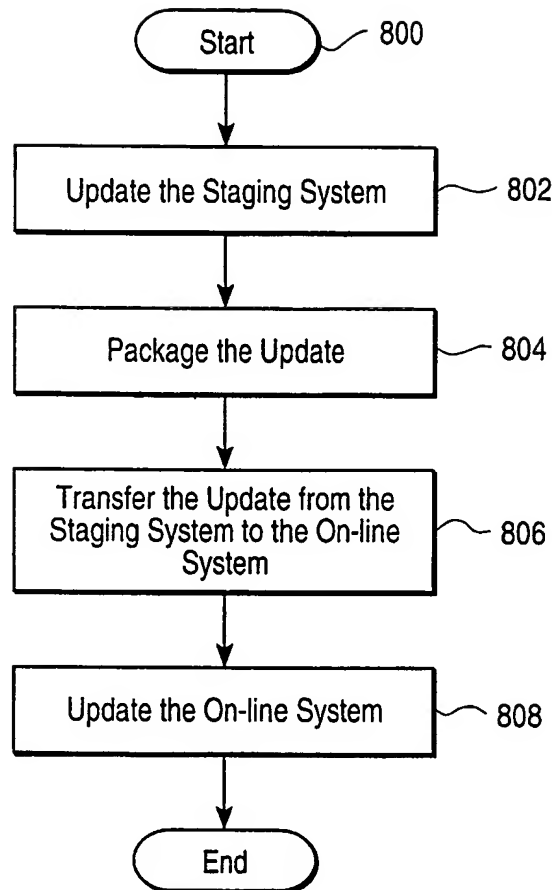 Start
800
Update the Staging System
802
Package the Update
804
Transfer the Update from the
Staging System to the On-line
System
806
Update the On-line System
808
End